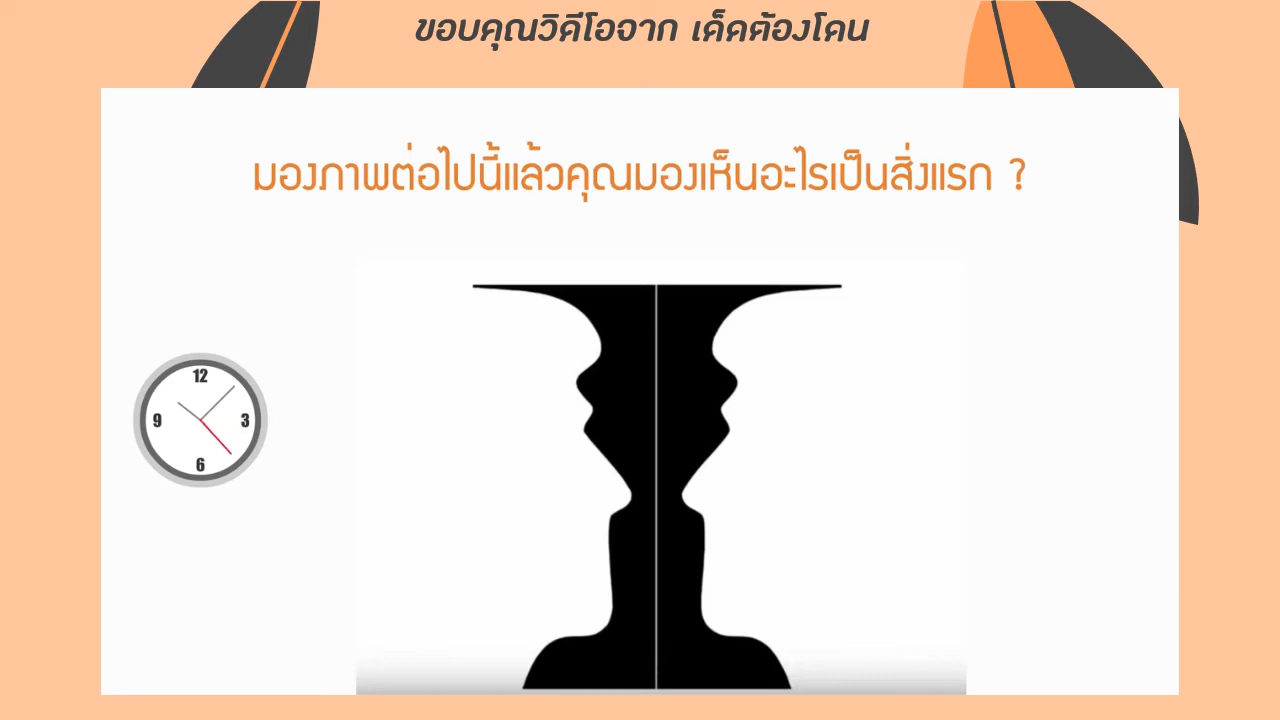 ขอบคุณวิดีโอจาก เด็ดต้องโดน
มองภาพต่อไปนี้แล้วคุณมองเห็นอะไรเป็นสิ่งแรก ?
12
9 3
6